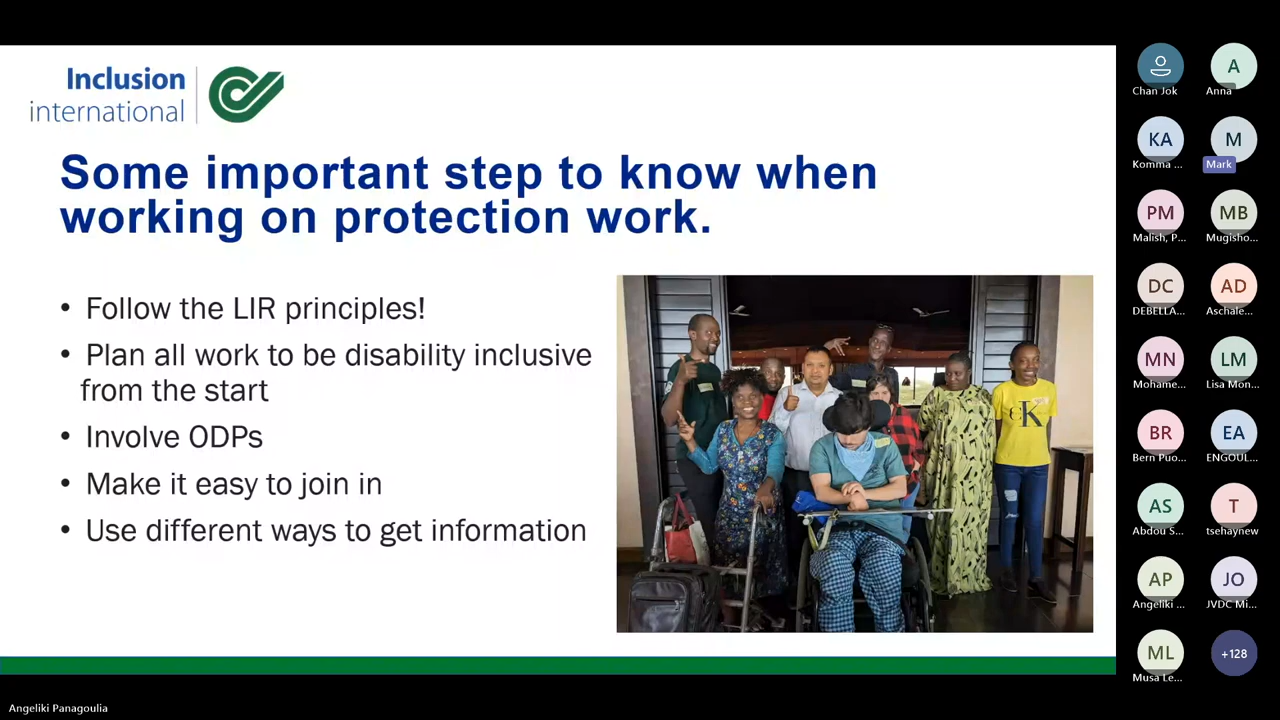 Inclusion
international
Some important step to know when
working on protection work.
• Follow the LIR principles!
• Plan all work to be disability inclusive
from the start
• Involve ODPs
• Make it easy to join in
• Use different ways to get information
A
Chan Jok
Anna
KA
M
Komma ...
Mark
PM
MB
Malish, P...
Mugisho...
DC
AD
DEBELLA...
Aschale...
MN
LM
Mohame...
Lisa Mon...
BR
EA
Bern Puo...
ENGOUL...
AS
T
Abdou S...
tsehaynew
AP
JO
Angeliki ...
JVDC Mi...
ML
+128
Musa Le...
Angeliki Panagoulia